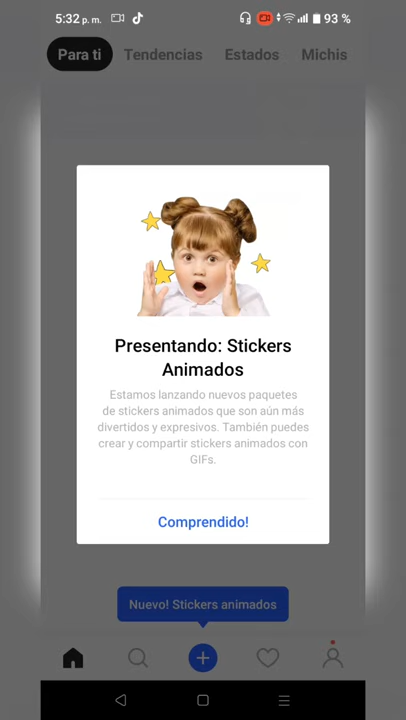 5:32 p. m.
93 %
Para ti
Tendencias
Estados
Michis
Presentando: Stickers
Animados
Estamos lanzando nuevos paquetes
de stickers animados que son aún más
divertidos y expresivos. También puedes
crear y compartir stickers animados con
GIFs.
Comprendido!
Nuevo! Stickers animados